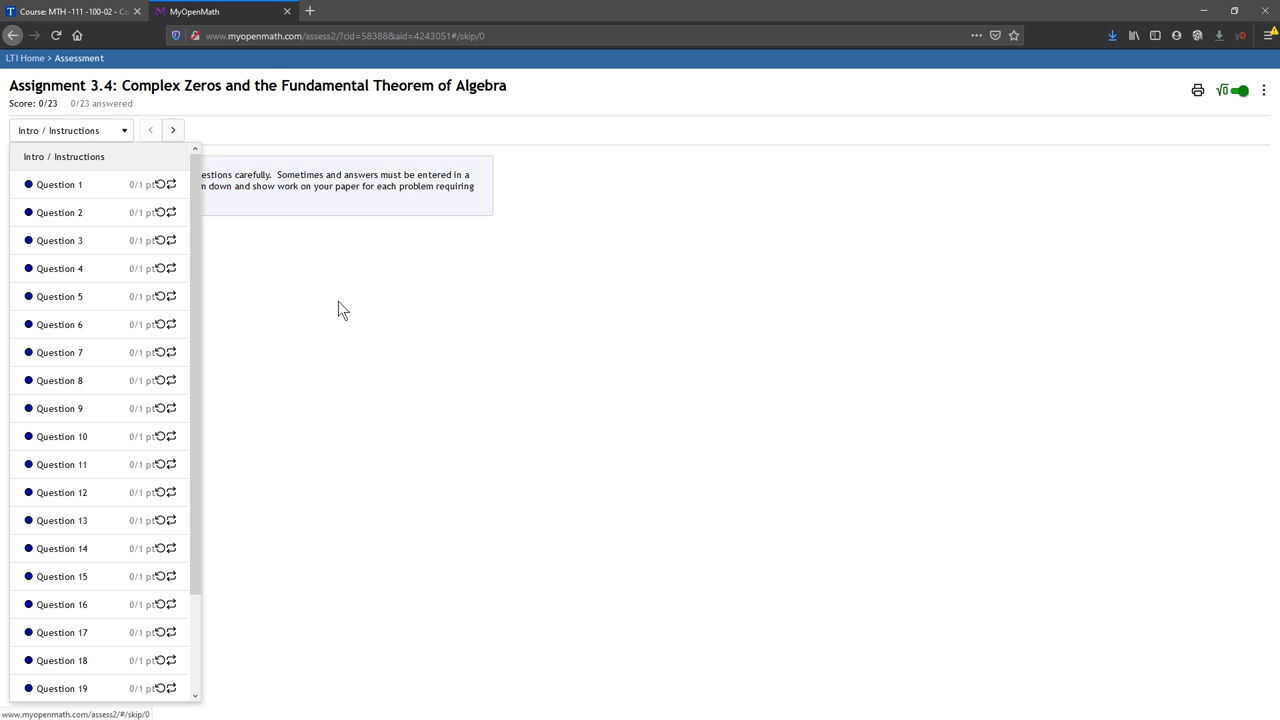 Course: MTH -111 -100-02 - Co
MyOpenMath
www.myopenmath.com/assess2/?cid=58388&aid=4243051#/skip/0
LTI Home > Assessment
Assignment 3.4: Complex Zeros and the Fundamental Theorem of Algebra
Score: 0/23 0/23 answered
Intro / Instructions
Intro / Instructions
estions carefully. Sometimes and answers must be entered in a
m down and show work on your paper for each problem requiring
Question 1 0/1 pt
Question 2 0/1 pt
Question 3 0/1 pt
Question 4 0/1 pt
Question 5 0/1 pt
Question 6 0/1 pt
Question 7 0/1 pt
Question 8 0/1 pt
Question 9 0/1 pt
Question 10 0/1 pt
Question 11 0/1 pt
Question 12 0/1 pt
Question 13 0/1 pt
Question 14 0/1 pt
Question 15 0/1 pt
Question 16 0/1 pt
Question 17 0/1 pt
Question 18 0/1 pt
Question 19 0/1 pt
www.myopenmath.com/assess2/#/skip/0